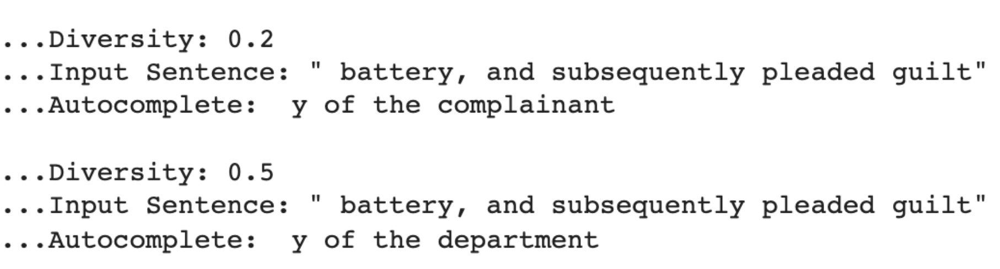 ...Diversity: 0.2
...Input Sentence: " battery, and subsequently pleaded guilt"
...Autocomplete:  y of the complainant
...Diversity: 0.5
...Input Sentence: " battery, and subsequently pleaded guilt"
...Autocomplete:  y of the department